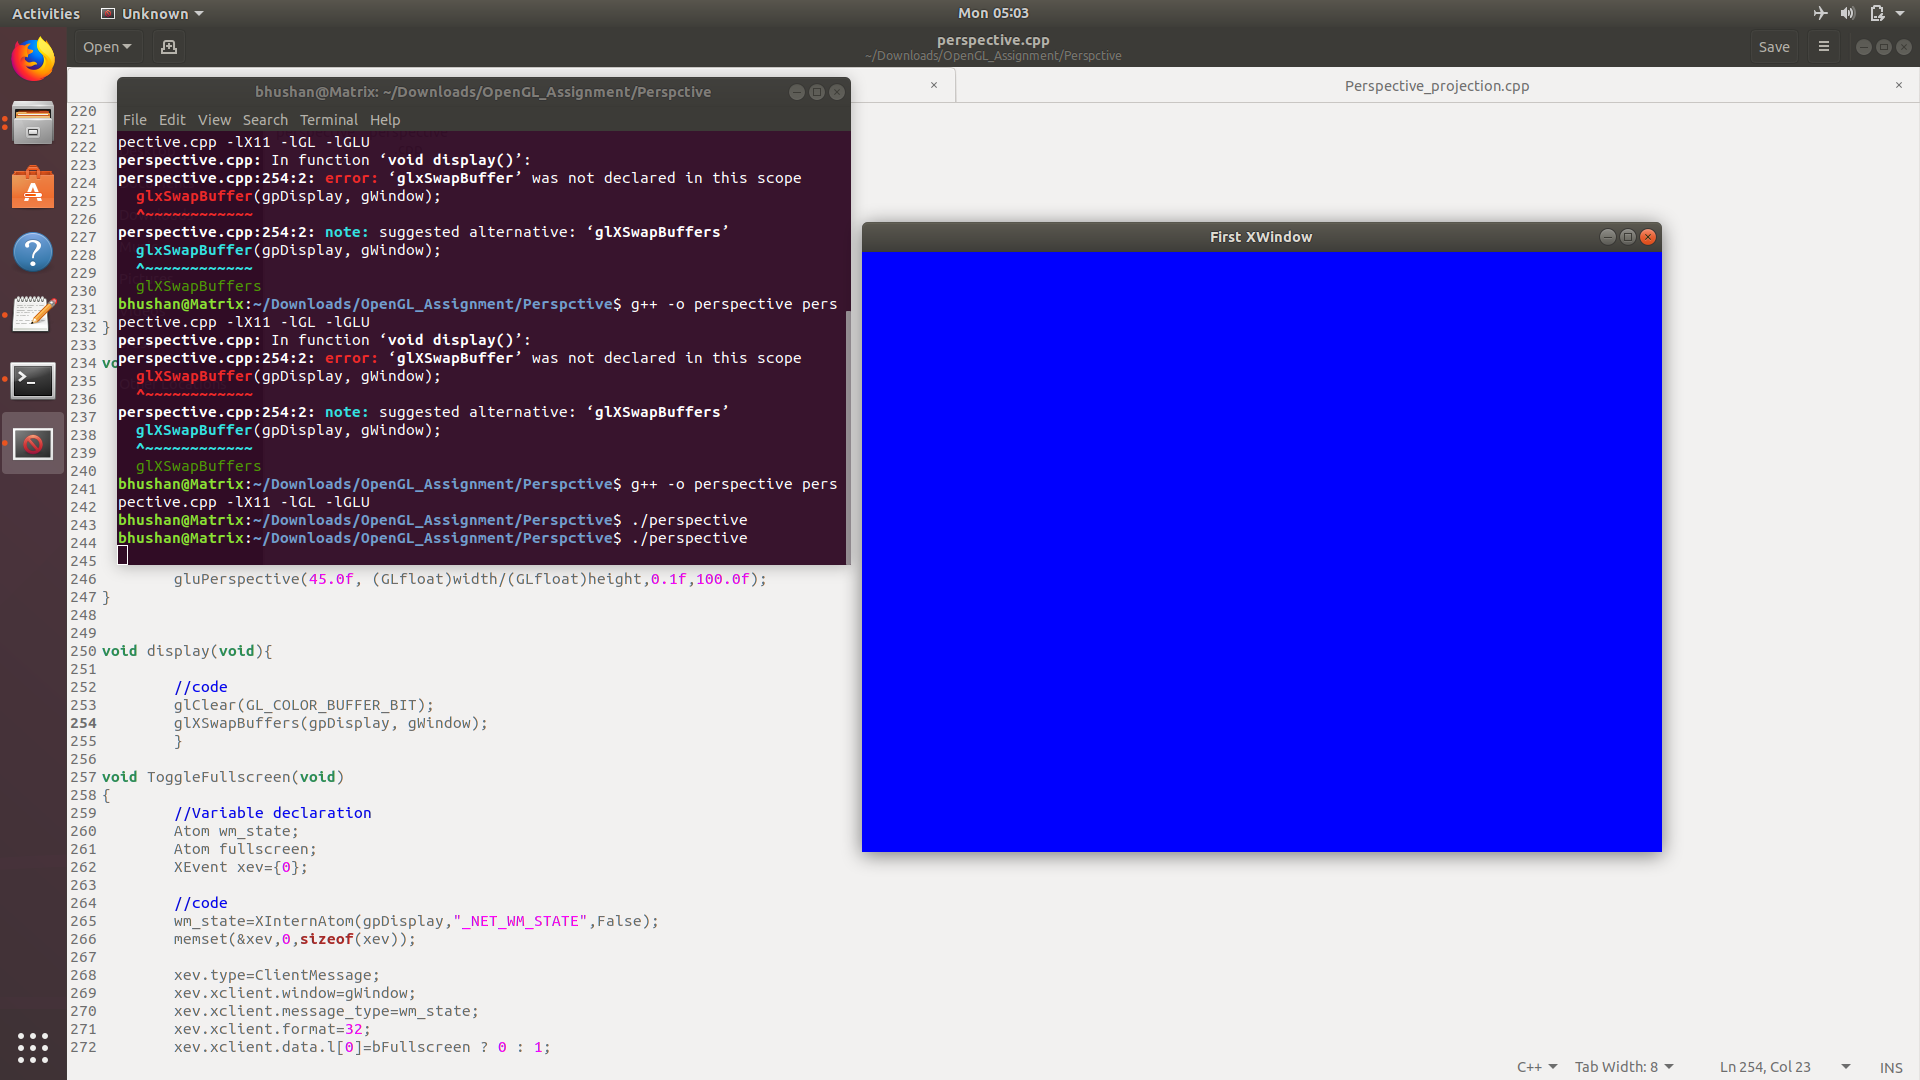 Activities
Unknown
Mon 05:03
Open
perspective.cpp
~/Downloads/OpenGL_Assignment/Perspctive
Save
Perspective_projection.cpp
bhushan@Matrix: ~/Downloads/OpenGL_Assignment/Perspctive
File Edit View Search Terminal Help
pective.cpp -lX11 -lGL -lGLU
perspective.cpp: In function ‘void display()’:
perspective.cpp:254:2: error: ‘glxSwapBuffer’ was not declared in this scope
glxSwapBuffer(gpDisplay, gWindow);
^~~~~~~~~~~~~
perspective.cpp:254:2: note: suggested alternative: ‘glXSwapBuffers’
glxSwapBuffer(gpDisplay, gWindow);
^~~~~~~~~~~~~
glXSwapBuffers
bhushan@Matrix:~/Downloads/OpenGL_Assignment/Perspctive$ g++ -o perspective pers
pective.cpp -lX11 -lGL -lGLU
perspective.cpp: In function ‘void display()’:
perspective.cpp:254:2: error: ‘glXSwapBuffer’ was not declared in this scope
glXSwapBuffer(gpDisplay, gWindow);
^~~~~~~~~~~~~
perspective.cpp:254:2: note: suggested alternative: ‘glXSwapBuffers’
glXSwapBuffer(gpDisplay, gWindow);
^~~~~~~~~~~~~
glXSwapBuffers
bhushan@Matrix:~/Downloads/OpenGL_Assignment/Perspctive$ g++ -o perspective pers
pective.cpp -lX11 -lGL -lGLU
bhushan@Matrix:~/Downloads/OpenGL_Assignment/Perspctive$ ./perspective
bhushan@Matrix:~/Downloads/OpenGL_Assignment/Perspctive$ ./perspective
First XWindow
220
221
222
223
224
225
226
227
228
229
230
231
232 }
233
234 vo
235
236
237
238
239
240
241
242
243
244
245
246 gluPerspective(45.0f, (GLfloat)width/(GLfloat)height,0.1f,100.0f);
247 }
248
249
250 void display(void){
251
252 //code
253 glClear(GL_COLOR_BUFFER_BIT);
254 glXSwapBuffers(gpDisplay, gWindow);
255 }
256
257 void ToggleFullscreen(void)
258 {
259 //Variable declaration
260 Atom wm_state;
261 Atom fullscreen;
262 XEvent xev={0};
263
264 //code
265 wm_state=XInternAtom(gpDisplay,"_NET_WM_STATE",False);
266 memset(&xev,0,sizeof(xev));
267
268 xev.type=ClientMessage;
269 xev.xclient.window=gWindow;
270 xev.xclient.message_type=wm_state;
271 xev.xclient.format=32;
272 xev.xclient.data.l[0]=bFullscreen ? 0 : 1;
C++ Tab Width: 8 Ln 254, Col 23 INS